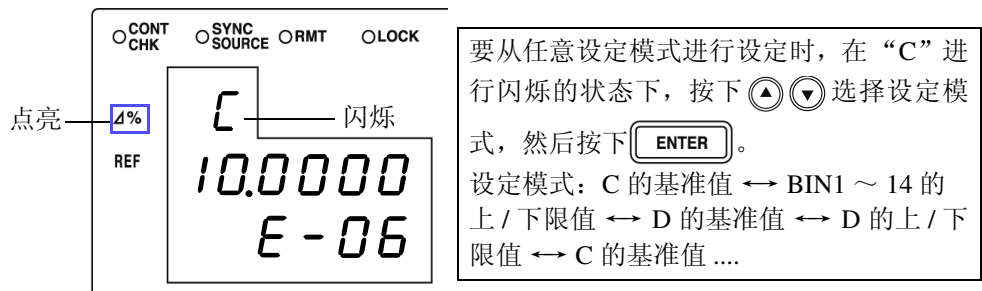 CONT CHK SYNC SOURCE RMT LOCK
点亮 ⊿% C 闪烁
REF
10.0000
E-06
要从任意设定模式进行设定时，在“C”进
行闪烁的状态下，按下▲▼选择设定模
式，然后按下 ENTER 。
设定模式：C 的基准值 ↔ BIN1 ～ 14 的
上 / 下限值 ↔ D 的基准值 ↔ D 的上 / 下
限值 ↔ C 的基准值 ....